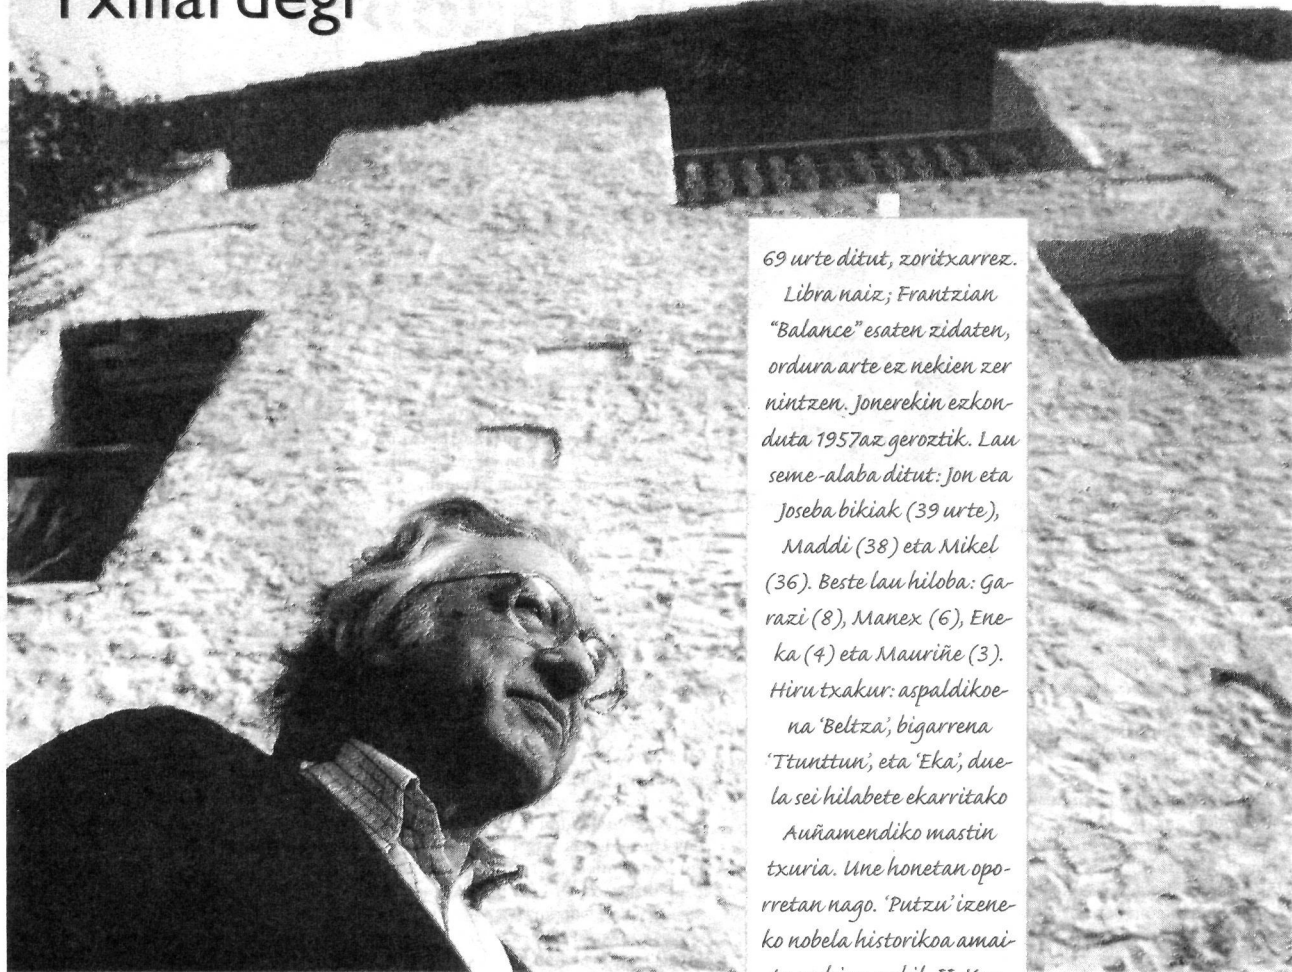 Txillardegi
69 urte ditut, zoritxarrez.
Libra naiz; Frantzian
“Balance” esaten zidaten,
ordura arte ez nekien zer
nintzen. Jonerekin ezkon-
duta 1957az geroztik. Lau
seme-alaba ditut: Jon eta
Joseba bikiak (39 urte),
Maddi (38) eta Mikel
(36). Beste lau hiloba: Ga-
razi (8), Manex (6), Ene-
ka (4) eta Mauriñe (3).
Hiru txakur: aspaldikoe-
na ‘Beltza’, bigarrena
‘Ttunttun’, eta ‘Eka’, due-
la sei hilabete ekarritako
Auñamendiko mastin
txuria. Une honetan opo-
rretan nago. ‘Putzu’ izene-
ko nobela historikoa amai-